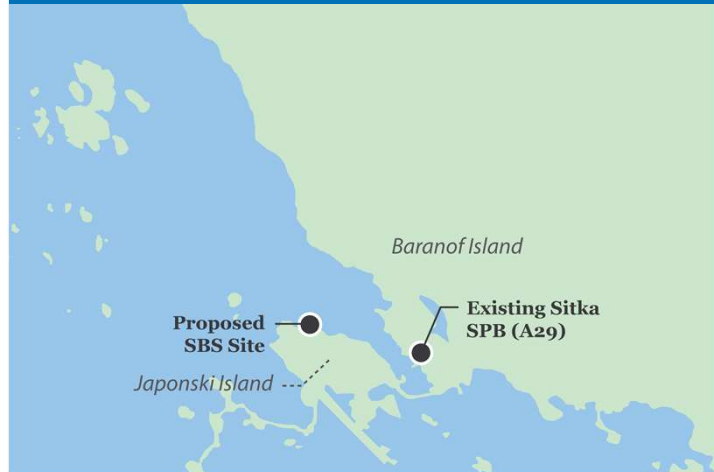 Baranof Island
Proposed
SBS Site
Existing Sitka
SPB (A29)
Japonski Island